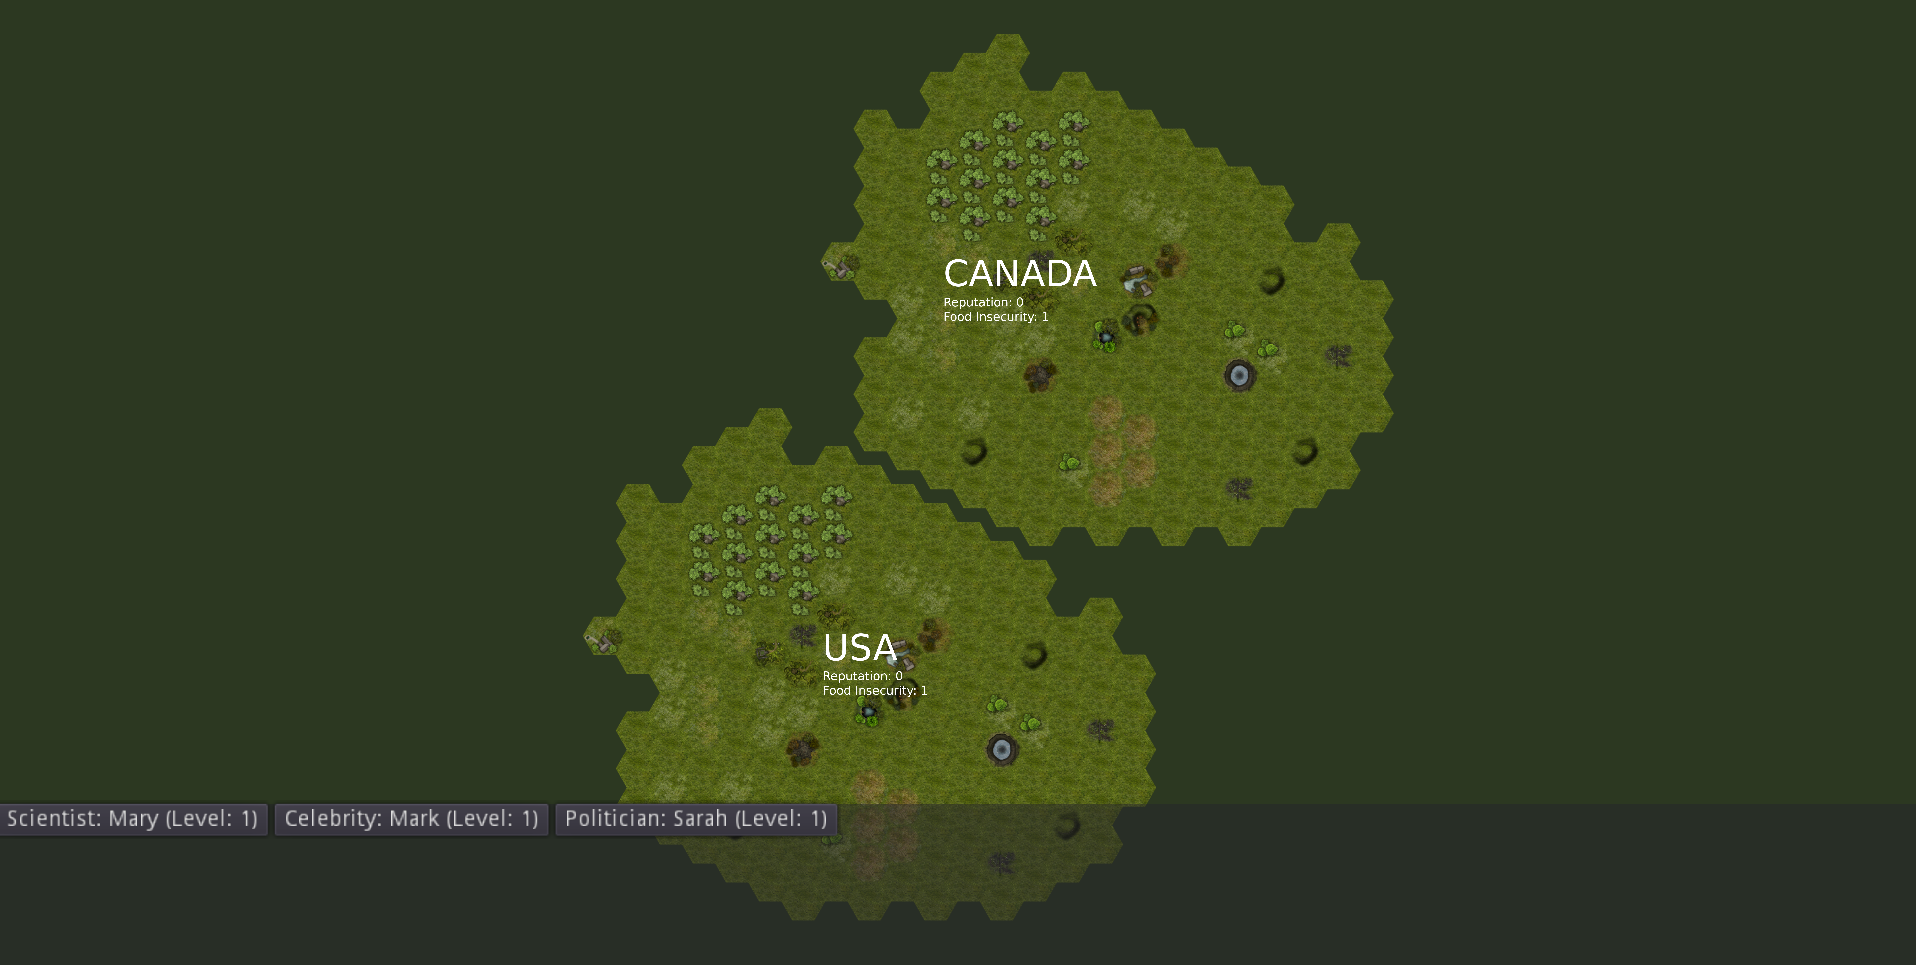 CANADA
Reputation: 0
Food Insecurity: 1
USA
Reputation: 0
Food Insecurity: 1
Scientist: Mary (Level: 1)
Celebrity: Mark (Level: 1)
Politician: Sarah (Level: 1)